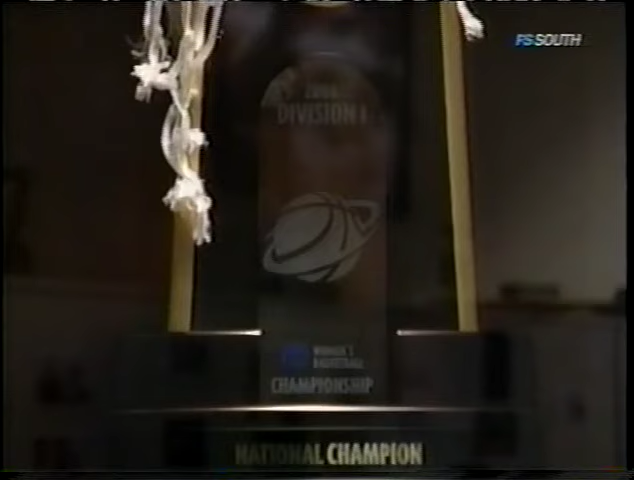 FS SOUTH
DIVISION I
WOMEN'S
BASKETBALL
CHAMPIONSHIP
NATIONAL CHAMPION